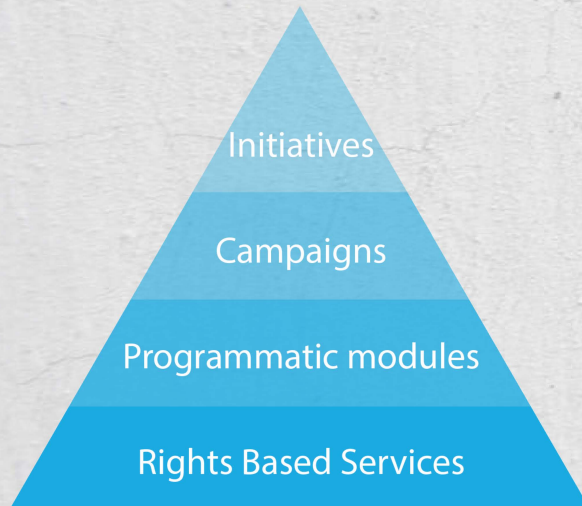 Initiatives
Campaigns
Programmatic modules
Rights Based Services